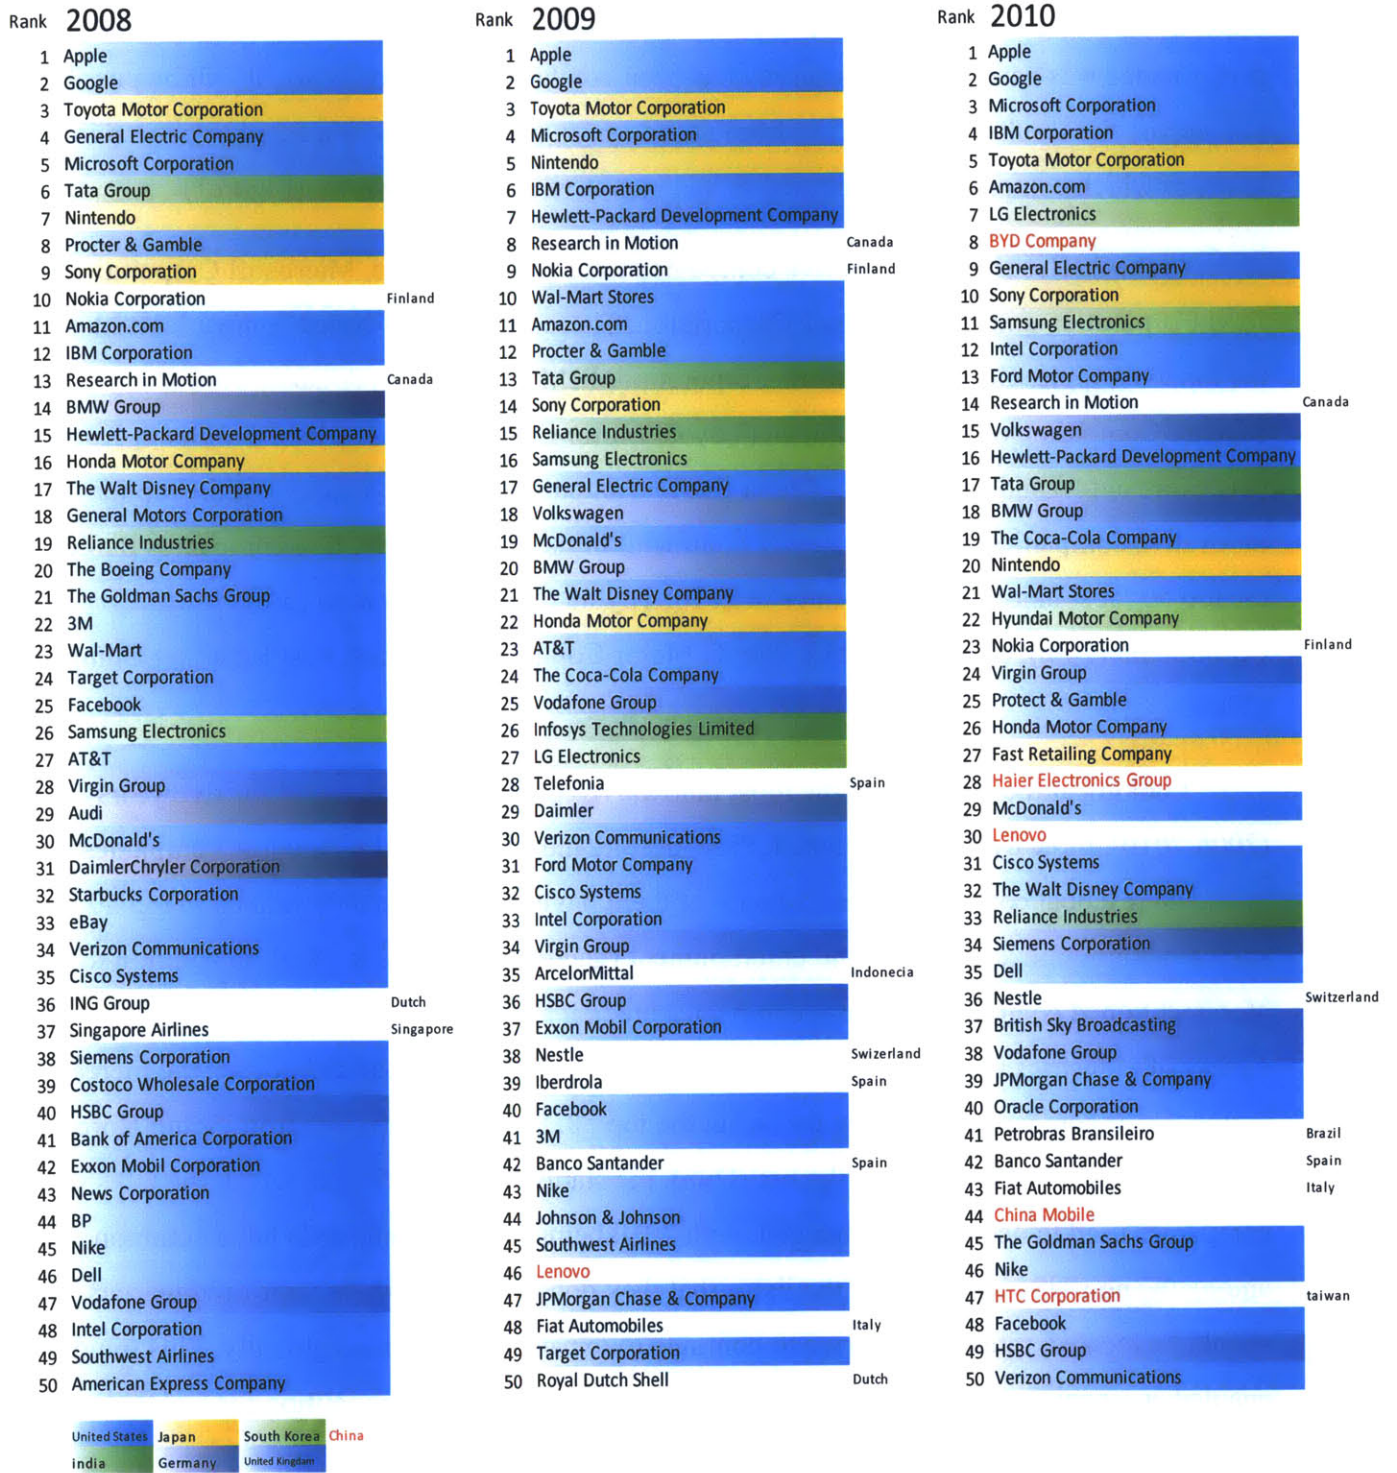 Rank 2008
1 Apple
2 Google
3 Toyota Motor Corporation
4 General Electric Company
5 Microsoft Corporation
6 Tata Group
7 Nintendo
8 Procter & Gamble
9 Sony Corporation
10 Nokia Corporation Finland
11 Amazon.com
12 IBM Corporation
13 Research in Motion Canada
14 BMW Group
15 Hewlett-Packard Development Company
16 Honda Motor Company
17 The Walt Disney Company
18 General Motors Corporation
19 Reliance Industries
20 The Boeing Company
21 The Goldman Sachs Group
22 3M
23 Wal-Mart
24 Target Corporation
25 Facebook
26 Samsung Electronics
27 AT&T
28 Virgin Group
29 Audi
30 McDonald's
31 DaimlerChryler Corporation
32 Starbucks Corporation
33 eBay
34 Verizon Communications
35 Cisco Systems
36 ING Group Dutch
37 Singapore Airlines Singapore
38 Siemens Corporation
39 Costoco Wholesale Corporation
40 HSBC Group
41 Bank of America Corporation
42 Exxon Mobil Corporation
43 News Corporation
44 BP
45 Nike
46 Dell
47 Vodafone Group
48 Intel Corporation
49 Southwest Airlines
50 American Express Company
Rank 2009
1 Apple
2 Google
3 Toyota Motor Corporation
4 Microsoft Corporation
5 Nintendo
6 IBM Corporation
7 Hewlett-Packard Development Company
8 Research in Motion Canada
9 Nokia Corporation Finland
10 Wal-Mart Stores
11 Amazon.com
12 Procter & Gamble
13 Tata Group
14 Sony Corporation
15 Reliance Industries
16 Samsung Electronics
17 General Electric Company
18 Volkswagen
19 McDonald's
20 BMW Group
21 The Walt Disney Company
22 Honda Motor Company
23 AT&T
24 The Coca-Cola Company
25 Vodafone Group
26 Infosys Technologies Limited
27 LG Electronics
28 Telefonia Spain
29 Daimler
30 Verizon Communications
31 Ford Motor Company
32 Cisco Systems
33 Intel Corporation
34 Virgin Group
35 ArcelorMittal Indonecia
36 HSBC Group
37 Exxon Mobil Corporation
38 Nestle Swizerland
39 Iberdrola Spain
40 Facebook
41 3M
42 Banco Santander Spain
43 Nike
44 Johnson & Johnson
45 Southwest Airlines
46 Lenovo
47 JPMorgan Chase & Company
48 Fiat Automobiles Italy
49 Target Corporation
50 Royal Dutch Shell Dutch
Rank 2010
1 Apple
2 Google
3 Microsoft Corporation
4 IBM Corporation
5 Toyota Motor Corporation
6 Amazon.com
7 LG Electronics
8 BYD Company
9 General Electric Company
10 Sony Corporation
11 Samsung Electronics
12 Intel Corporation
13 Ford Motor Company
14 Research in Motion Canada
15 Volkswagen
16 Hewlett-Packard Development Company
17 Tata Group
18 BMW Group
19 The Coca-Cola Company
20 Nintendo
21 Wal-Mart Stores
22 Hyundai Motor Company
23 Nokia Corporation Finland
24 Virgin Group
25 Protect & Gamble
26 Honda Motor Company
27 Fast Retailing Company
28 Haier Electronics Group
29 McDonald's
30 Lenovo
31 Cisco Systems
32 The Walt Disney Company
33 Reliance Industries
34 Siemens Corporation
35 Dell
36 Nestle Switzerland
37 British Sky Broadcasting
38 Vodafone Group
39 JPMorgan Chase & Company
40 Oracle Corporation
41 Petrobras Bransileiro Brazil
42 Banco Santander Spain
43 Fiat Automobiles Italy
44 China Mobile
45 The Goldman Sachs Group
46 Nike
47 HTC Corporation taiwan
48 Facebook
49 HSBC Group
50 Verizon Communications
United States Japan South Korea China
india Germany United Kingdam